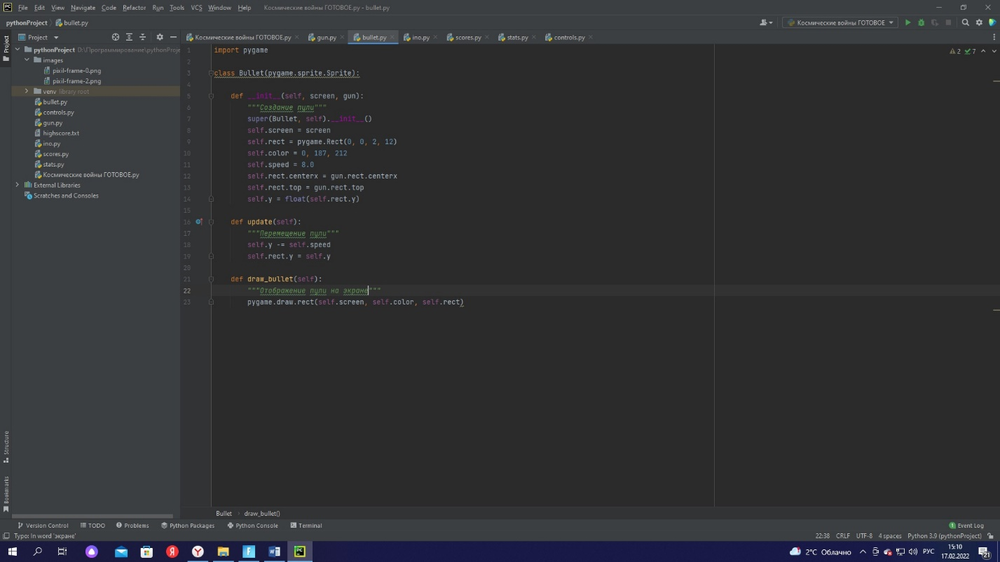 File Edit View Navigate Code Refactor Run Tools VCS Window Help Космические войны ГОТОВОЕ.py - bullet.py
pythonProject bullet.py Космические войны ГОТОВОЕ
Project
Project
Космические войны ГОТОВОЕ.py gun.py bullet.py ino.py scores.py stats.py controls.py
pythonProject D:\Программирование\pythonProje
images
pixil-frame-0.png
pixil-frame-2.png
venv library root
bullet.py
controls.py
gun.py
highscore.txt
ino.py
scores.py
stats.py
Космические войны ГОТОВОЕ.py
External Libraries
Scratches and Consoles
2 7
1 import pygame
2
3 class Bullet(pygame.sprite.Sprite):
4
5 def __init__(self, screen, gun):
6 """Создание пули"""
7 super(Bullet, self).__init__()
8 self.screen = screen
9 self.rect = pygame.Rect(0, 0, 2, 12)
10 self.color = 0, 187, 212
11 self.speed = 8.0
12 self.rect.centerx = gun.rect.centerx
13 self.rect.top = gun.rect.top
14 self.y = float(self.rect.y)
15
16 def update(self):
17 """Перемещение пули"""
18 self.y -= self.speed
19 self.rect.y = self.y
20
21 def draw_bullet(self):
22 """Отображение пули на экране"""
23 pygame.draw.rect(self.screen, self.color, self.rect)
Structure
Bookmarks
Bullet draw_bullet()
Version Control TODO Problems Python Packages Python Console Terminal 1 Event Log
Typo: In word 'экране' 22:38 CRLF UTF-8 4 spaces Python 3.9 (pythonProject)
2°C Облачно РУС 15:10
17.02.2022 21